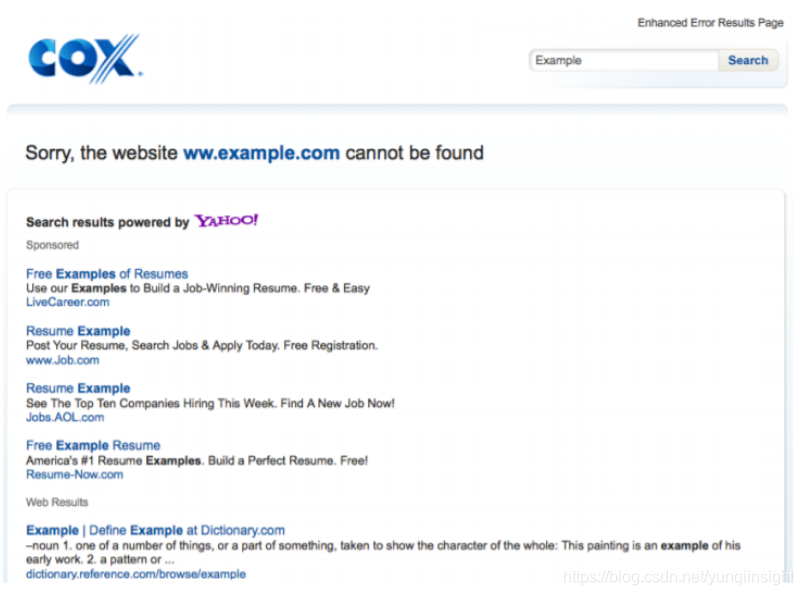 Enhanced Error Results Page
COX
Example Search
Sorry, the website ww.example.com cannot be found
Search results powered by YAHOO!
Sponsored
Free Examples of Resumes
Use our Examples to Build a Job-Winning Resume. Free & Easy
LiveCareer.com
Resume Example
Post Your Resume, Search Jobs & Apply Today. Free Registration.
www.Job.com
Resume Example
See The Top Ten Companies Hiring This Week. Find A New Job Now!
Jobs.AOL.com
Free Example Resume
America's #1 Resume Examples. Build a Perfect Resume. Free!
Resume-Now.com
Web Results
Example | Define Example at Dictionary.com
–noun 1. one of a number of things, or a part of something, taken to show the character of the whole: This painting is an example of his
early work. 2. a pattern or ...
dictionary.reference.com/browse/example
https://blog.csdn.net/yunqiinsight